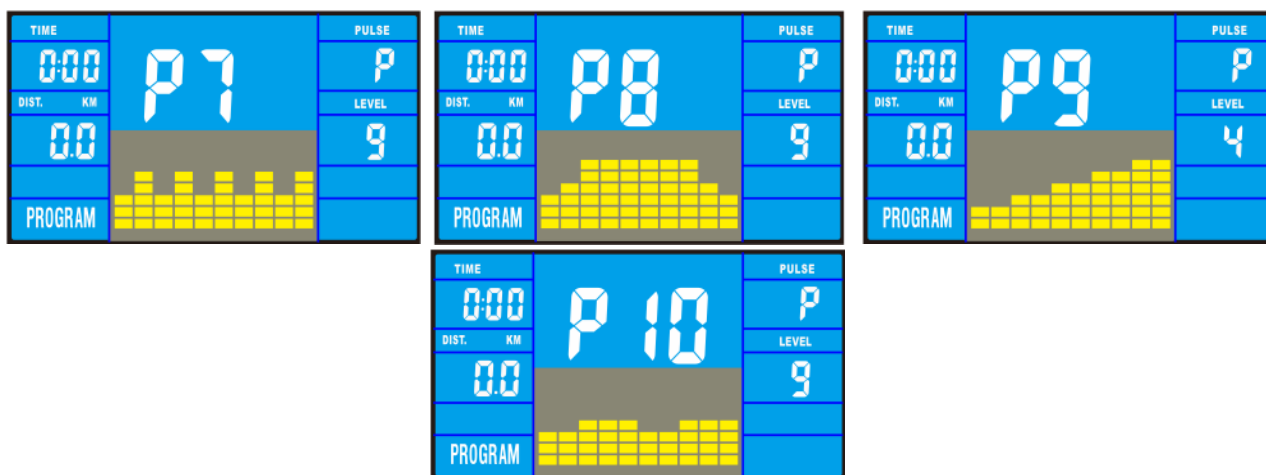 TIME
P7
PULSE
0:00
P
DIST. KM
LEVEL
0.0
9
PROGRAM
TIME
P8
PULSE
0:00
P
DIST. KM
LEVEL
0.0
9
PROGRAM
TIME
P9
PULSE
0:00
P
DIST. KM
LEVEL
0.0
4
PROGRAM
TIME
P10
PULSE
0:00
P
DIST. KM
LEVEL
0.0
9
PROGRAM